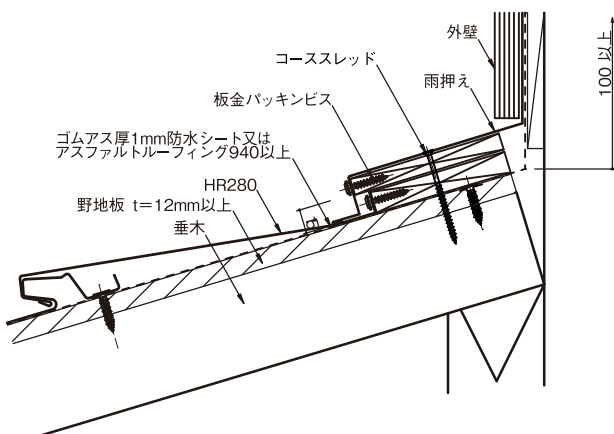 外壁
コーススレッド
雨押え
100 以上
板金パッキンビス
ゴムアス厚1mm防水シート又は
アスファルトルーフィング940以上
HR280
野地板 t=12mm以上
垂木